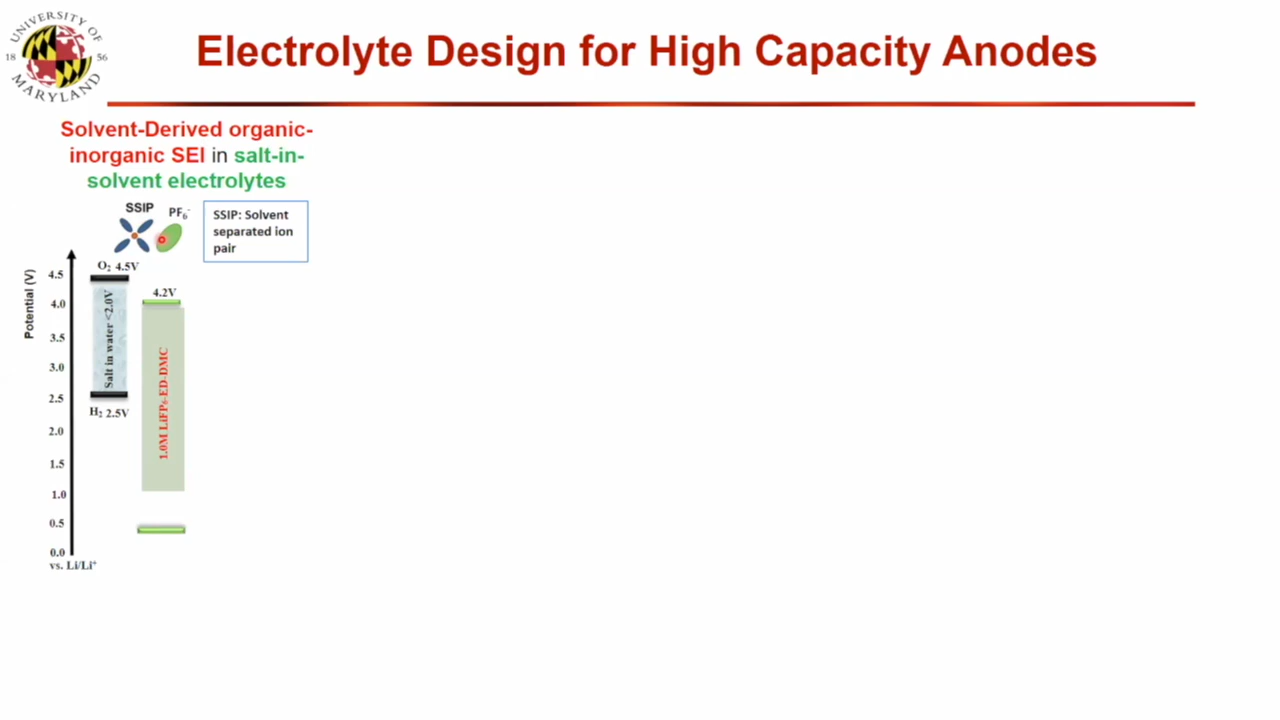 UNIVERSITY OF
18 56
MARYLAND
Electrolyte Design for High Capacity Anodes
Solvent-Derived organic-
inorganic SEI in salt-in-
solvent electrolytes
SSIP
PF₆⁻
SSIP: Solvent
separated ion
pair
Potential (V)
4.5
4.0
3.5
3.0
2.5
2.0
1.5
1.0
0.5
0.0
vs. Li/Li⁺
O₂ 4.5V
Salt in water <2.0V
H₂ 2.5V
4.2V
1.0M LiFP₆-ED-DMC